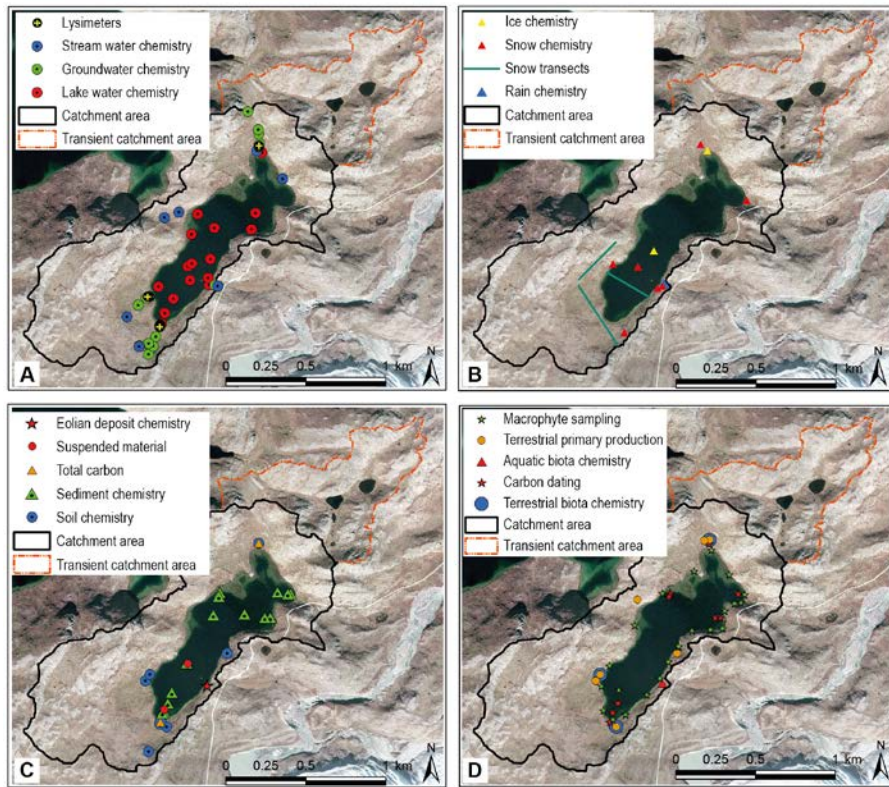 Lysimeters
Stream water chemistry
Groundwater chemistry
Lake water chemistry
Catchment area
Transient catchment area
N
A
0 0.25 0.5 1 km
Ice chemistry
Snow chemistry
Snow transects
Rain chemistry
Catchment area
Transient catchment area
N
B
0 0.25 0.5 1 km
Eolian deposit chemistry
Suspended material
Total carbon
Sediment chemistry
Soil chemistry
Catchment area
Transient catchment area
N
C
0 0.25 0.5 1 km
Macrophyte sampling
Terrestrial primary production
Aquatic biota chemistry
Carbon dating
Terrestrial biota chemistry
Catchment area
Transient catchment area
N
D
0 0.25 0.5 1 km